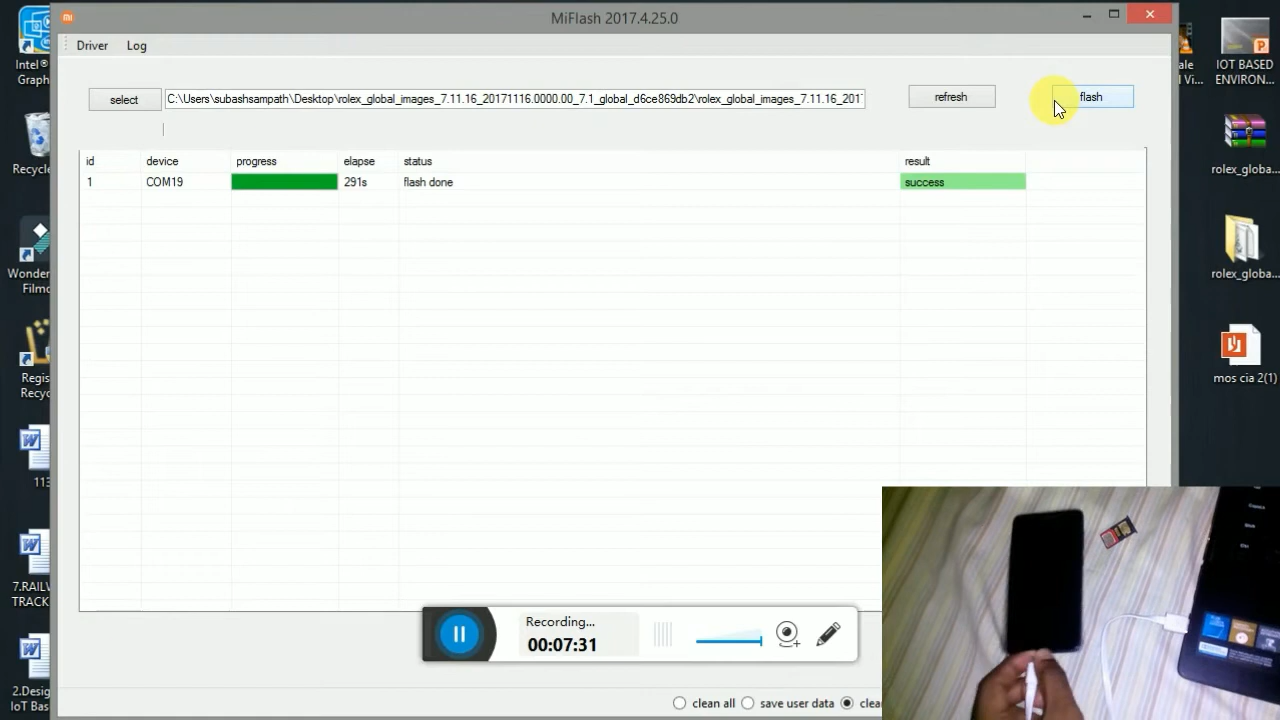 MiFlash 2017.4.25.0
Driver Log
select C:\Users\subashsampath\Desktop\rolex_global_images_7.11.16_20171116.0000.00_7.1_global_d6ce869db2\rolex_global_images_7.11.16_201 refresh flash
id device progress elapse status result
1 COM19 291s flash done success
Recording...
00:07:31
clean all save user data clea
Intel®
Graph
Recycle
Wonder
Filmo
Regis
Recyc
113
7.RAILV
TRACK
2.Desig
IoT Bas
ale
Vi...
IOT BASED
ENVIRON...
rolex_globa...
rolex_globa...
mos cia 2(1)